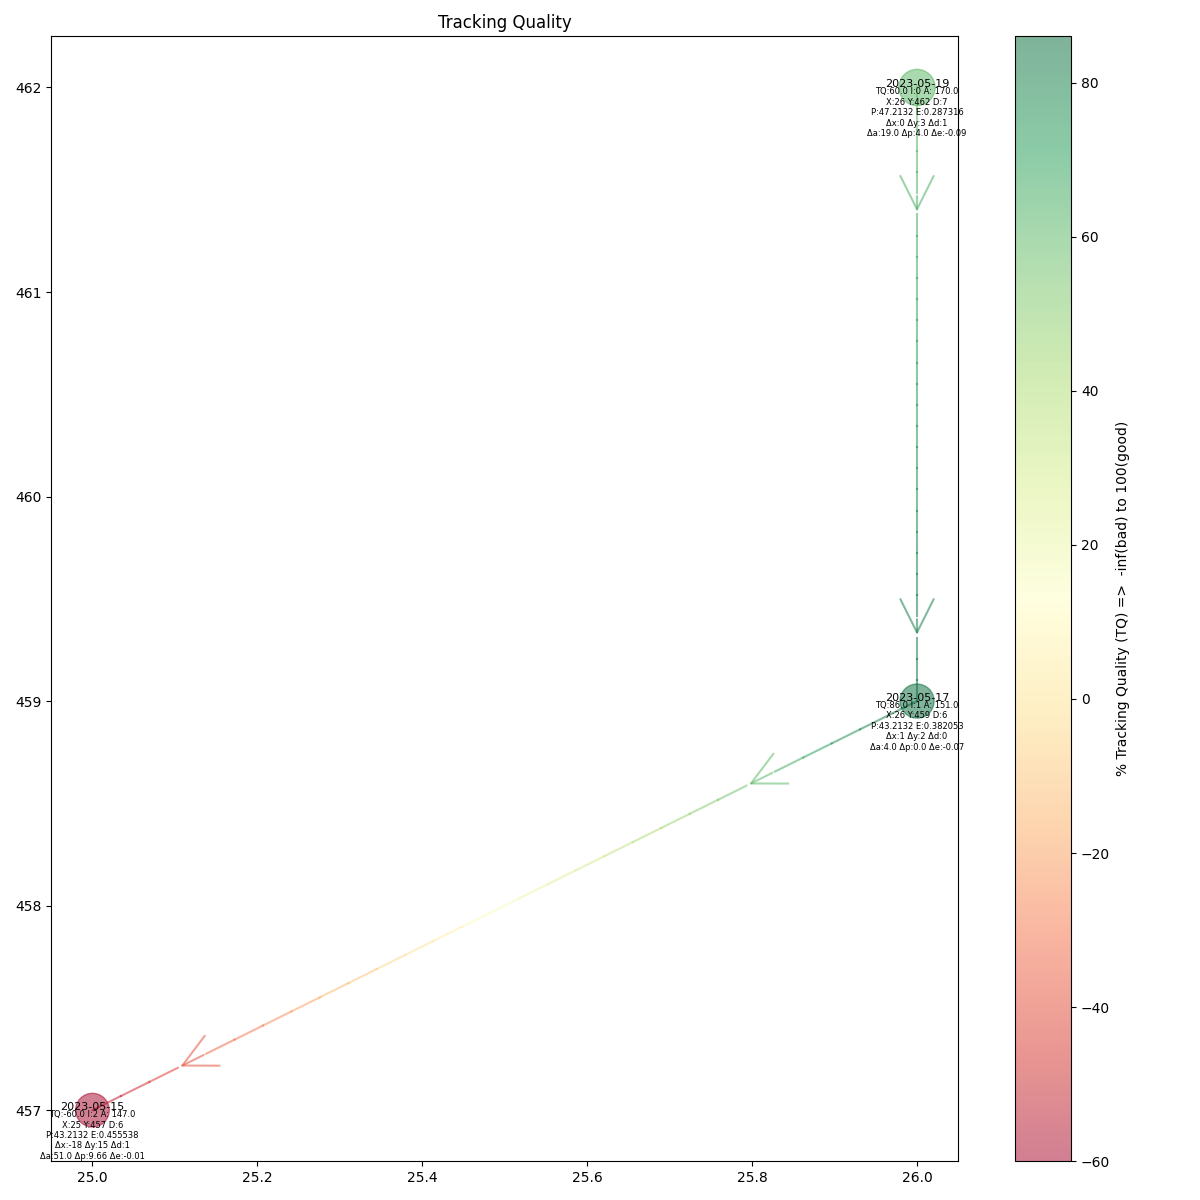 Tracking Quality
462
461
460
459
458
457
25.0
25.2
25.4
25.6
25.8
26.0
2023-05-19
TQ:60.0 I:0 A: 170.0
X:26 Y:462 D:7
P:47.2132 E:0.287316
Δx:0 Δy:3 Δd:1
Δa:19.0 Δp:4.0 Δe:-0.09
2023-05-17
TQ:86.0 I:1 A: 151.0
X:26 Y:459 D:6
P:43.2132 E:0.382053
Δx:1 Δy:2 Δd:0
Δa:4.0 Δp:0.0 Δe:-0.07
2023-05-15
TQ:-60.0 I:2 A: 147.0
X:25 Y:457 D:6
P:43.2132 E:0.455538
Δx:-18 Δy:15 Δd:1
Δa:51.0 Δp:9.66 Δe:-0.01
80
60
40
20
0
−20
−40
−60
% Tracking Quality (TQ) => -inf(bad) to 100(good)